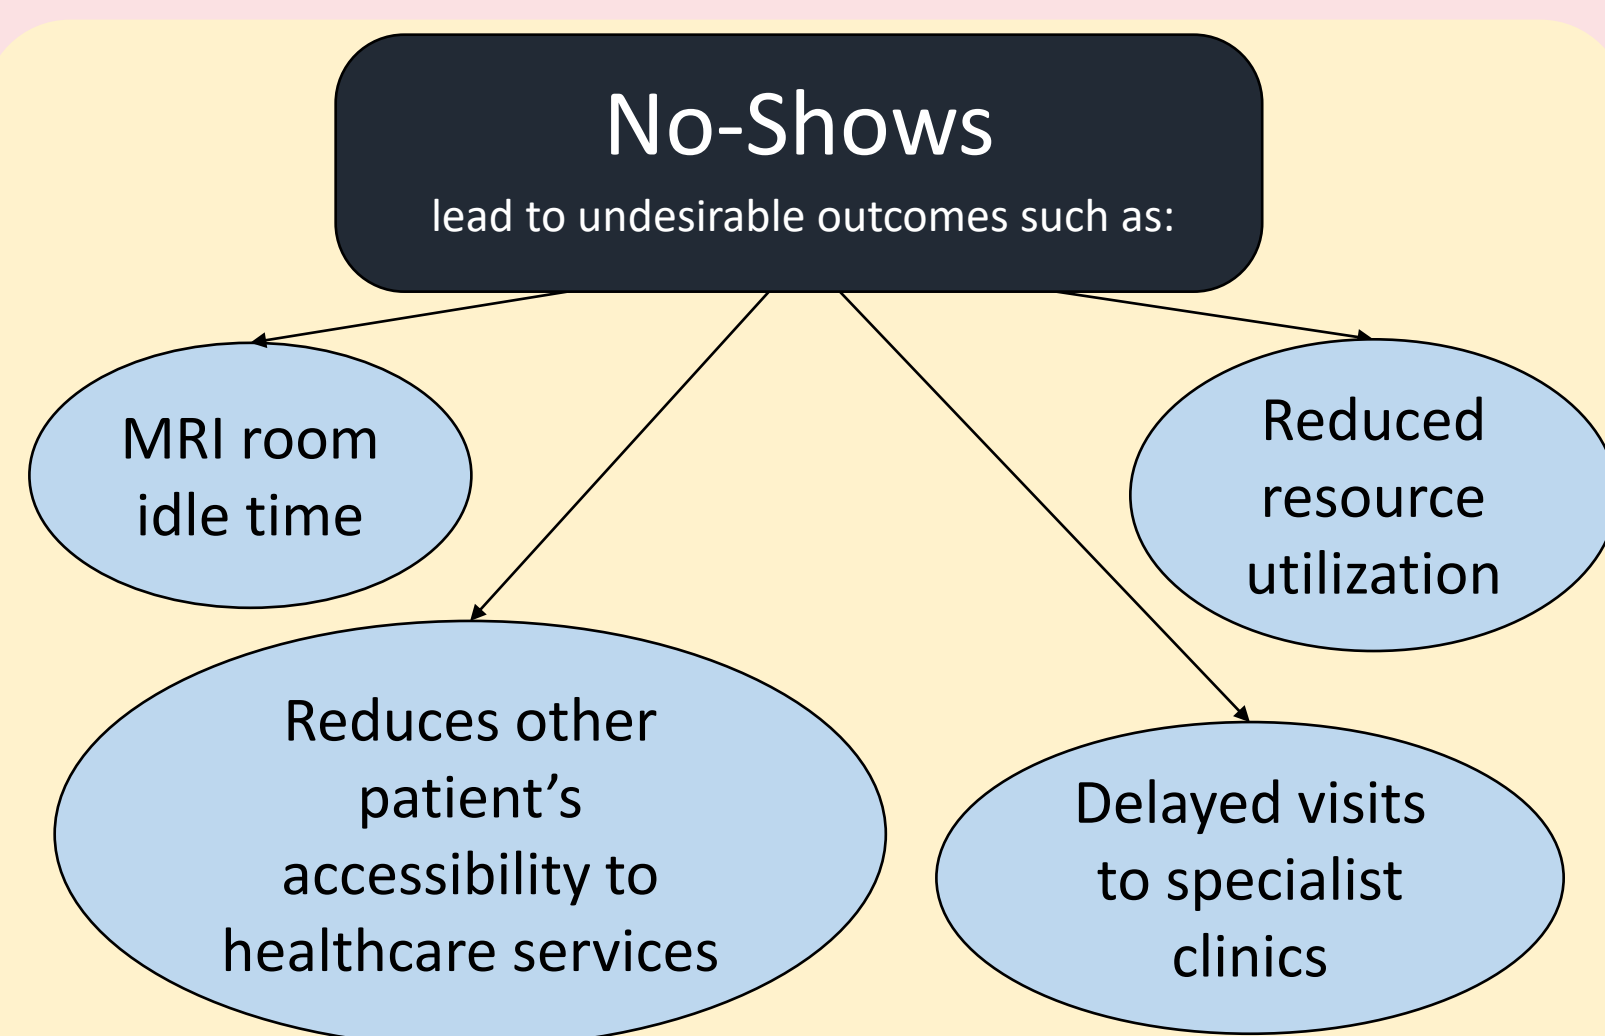 No-Shows
lead to undesirable outcomes such as:
MRI room
idle time
Reduced
resource
utilization
Reduces other
patient’s
accessibility to
healthcare services
Delayed visits
to specialist
clinics